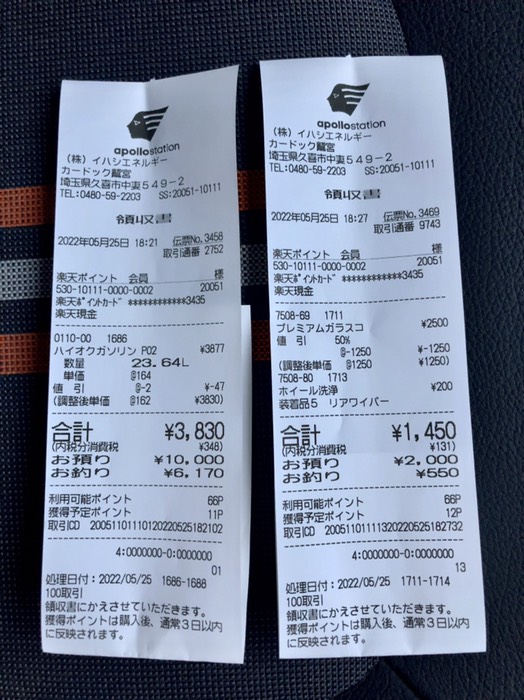 apollostation
(株)イハシエネルギー
カードック鷲宮
埼玉県久喜市中妻549-2
TEL:0480-59-2203 SS:20051-10111
領収書
2022年05月25日 18:21 伝票No.3458
取引通番 2752
楽天ポイント 会員 様
530-10111-0000-0002 20051
楽天ポイントカード ************3435
楽天現金
0110-00 1686
ハイオクガソリン P02 ¥3877
数量 23.64L
単価 @164
値引 @-2 ¥-47
(調整後単価 @162 ¥3830)
合計 ¥3,830
(内税分消費税 ¥348)
お預り ¥10,000
お釣り ¥6,170
利用可能ポイント 66P
獲得予定ポイント 11P
取引CD 2005110111012022052518​2102
4:0000000-0:0000000
01
処理日付:2022/05/25 1686-1688
100取引
領収書にかえさせていただきます。
獲得ポイントは購入後、通常3日以内
に反映されます。
apollostation
(株)イハシエネルギー
カードック鷲宮
埼玉県久喜市中妻549-2
TEL:0480-59-2203 SS:20051-10111
領収書
2022年05月25日 18:27 伝票No.3469
取引通番 9743
楽天ポイント 会員 様
530-10111-0000-0002 20051
楽天ポイントカード ************3435
楽天現金
7508-69 1711
プレミアムガラスコ ¥2500
値引 50%
@-1250 ¥-1250
(調整後単価 @1250 ¥1250)
7508-80 1713
ホイール洗浄 ¥200
装着品5 リアワイパー
合計 ¥1,450
(内税分消費税 ¥131)
お預り ¥2,000
お釣り ¥550
利用可能ポイント 66P
獲得予定ポイント 12P
取引CD 20051101111320220525182732
4:0000000-0:0000000
13
処理日付:2022/05/25 1711-1714
100取引
領収書にかえさせていただきます。
獲得ポイントは購入後、通常3日以内
に反映されます。